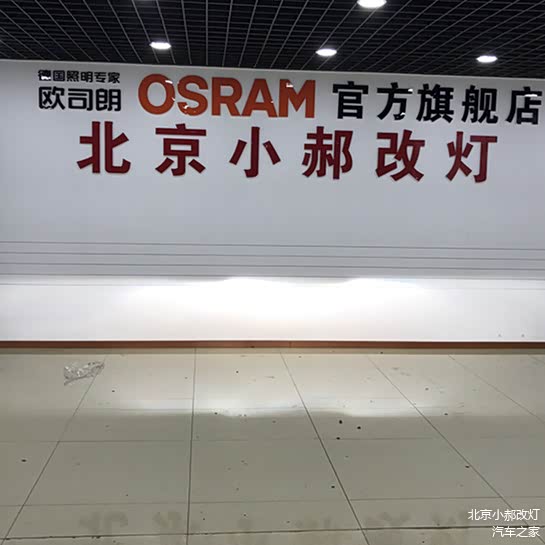 德国照明专家
欧司朗 OSRAM 官方旗舰店
北京小郝改灯
北京小郝改灯
汽车之家